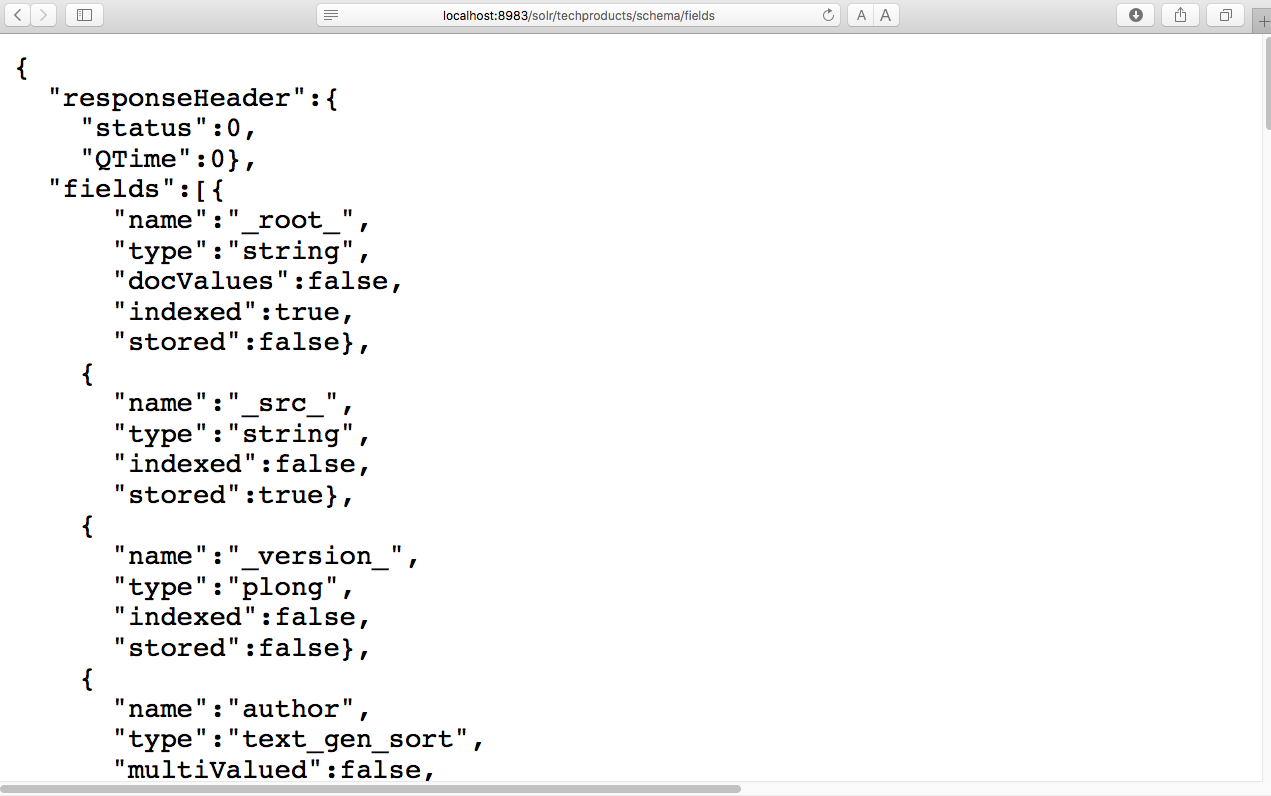 localhost:8983/solr/techproducts/schema/fields
A A
{
"responseHeader":{
"status":0,
"QTime":0},
"fields":[{
"name":"_root_",
"type":"string",
"docValues":false,
"indexed":true,
"stored":false},
{
"name":"_src_",
"type":"string",
"indexed":false,
"stored":true},
{
"name":"_version_",
"type":"plong",
"indexed":false,
"stored":false},
{
"name":"author",
"type":"text_gen_sort",
"multiValued":false,